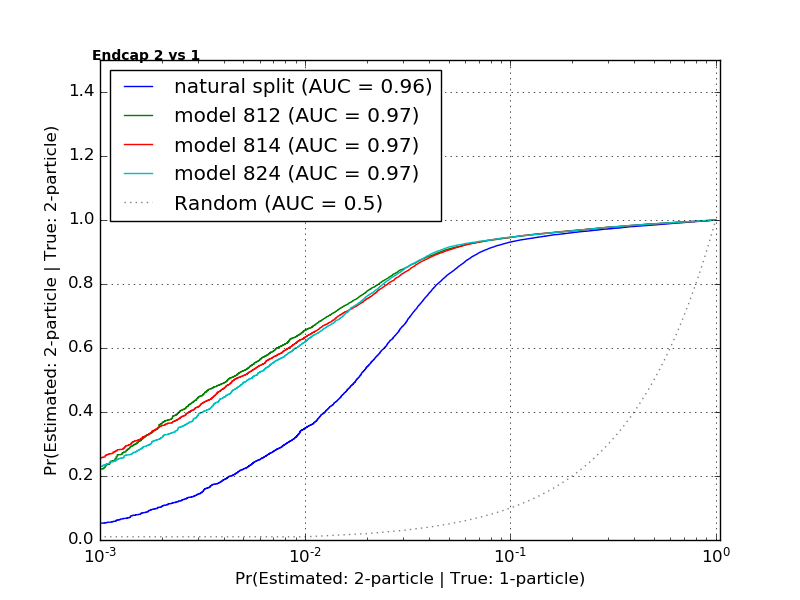 Endcap 2 vs 1
natural split (AUC = 0.96)
model 812 (AUC = 0.97)
model 814 (AUC = 0.97)
model 824 (AUC = 0.97)
Random (AUC = 0.5)
Pr(Estimated: 2-particle | True: 2-particle)
1.4
1.2
1.0
0.8
0.6
0.4
0.2
0.0
10⁻³ 10⁻² 10⁻¹ 10⁰
Pr(Estimated: 2-particle | True: 1-particle)